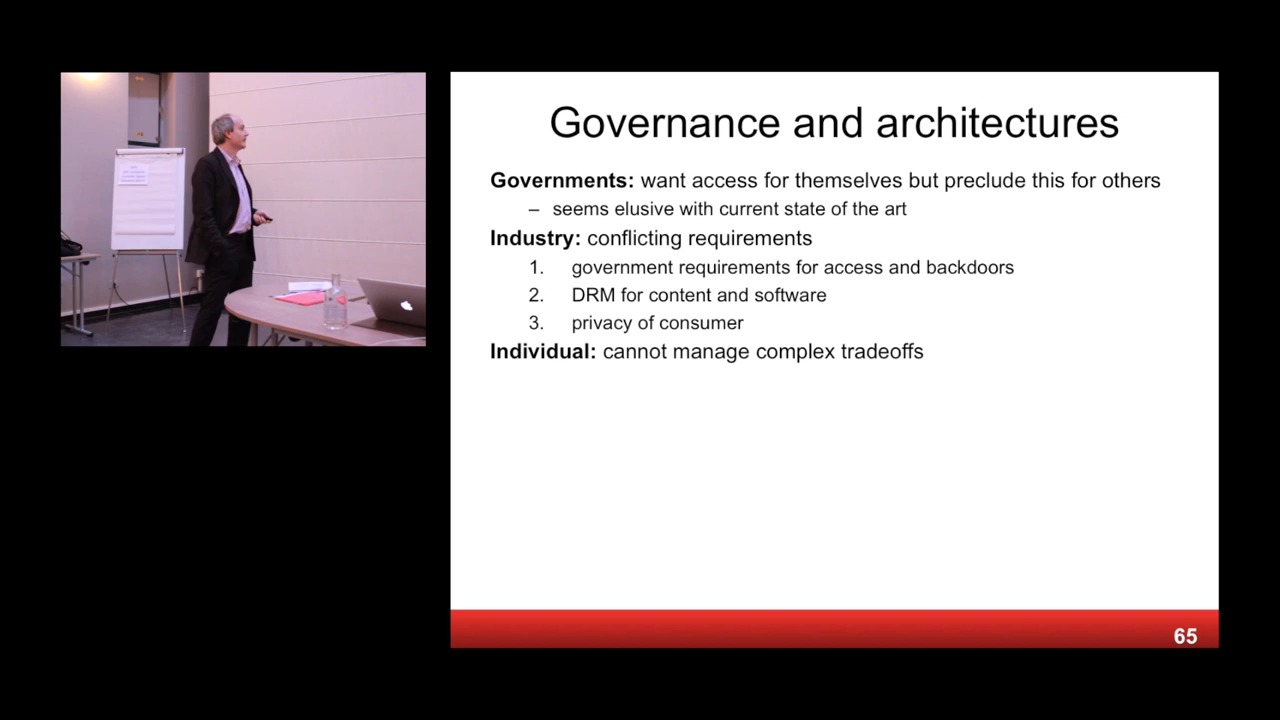 Governance and architectures
Governments: want access for themselves but preclude this for others
– seems elusive with current state of the art
Industry: conflicting requirements
1. government requirements for access and backdoors
2. DRM for content and software
3. privacy of consumer
Individual: cannot manage complex tradeoffs
65